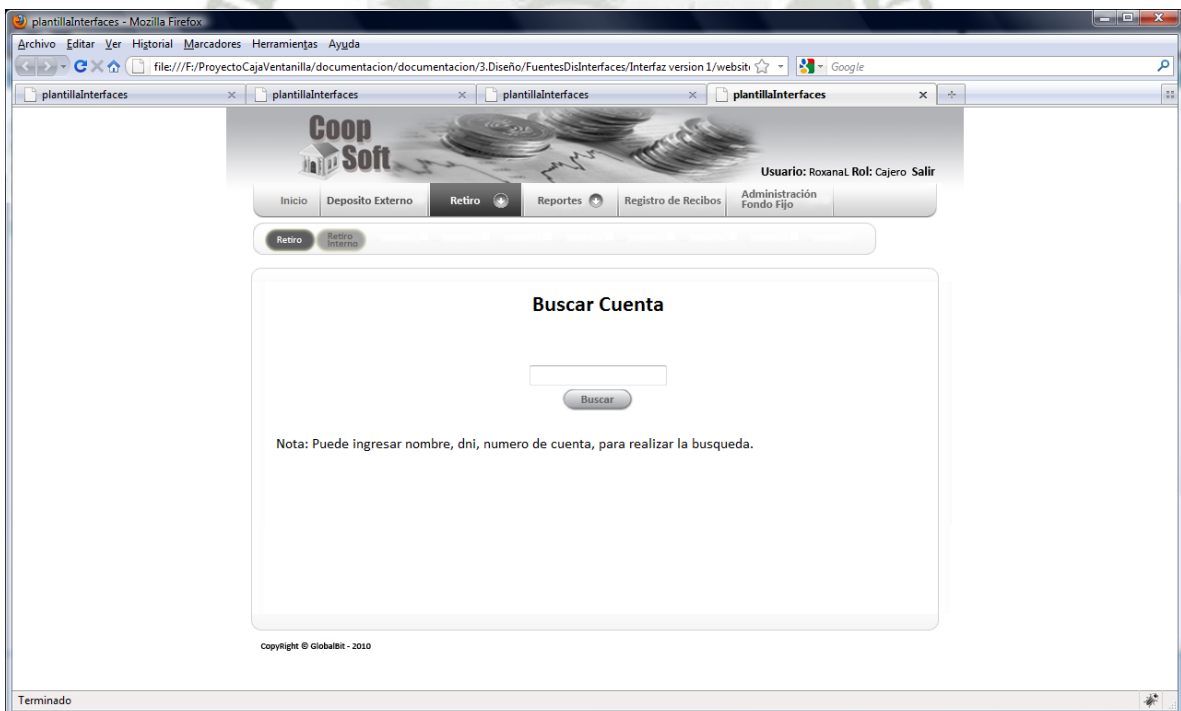 plantillaInterfaces - Mozilla Firefox
Archivo Editar Ver Historial Marcadores Herramientas Ayuda
file:///F:/ProyectoCajaVentanilla/documentacion/documentacion/3.Diseño/FuentesDisInterfaces/Interfaz version 1/website Google
plantillaInterfaces plantillaInterfaces plantillaInterfaces plantillaInterfaces
Coop
Soft
Usuario: RoxanaL Rol: Cajero Salir
Inicio Deposito Externo Retiro Reportes Registro de Recibos Administración Fondo Fijo
Retiro Retiro Interno
Buscar Cuenta
Buscar
Nota: Puede ingresar nombre, dni, numero de cuenta, para realizar la busqueda.
CopyRight © GlobalBit - 2010
Terminado